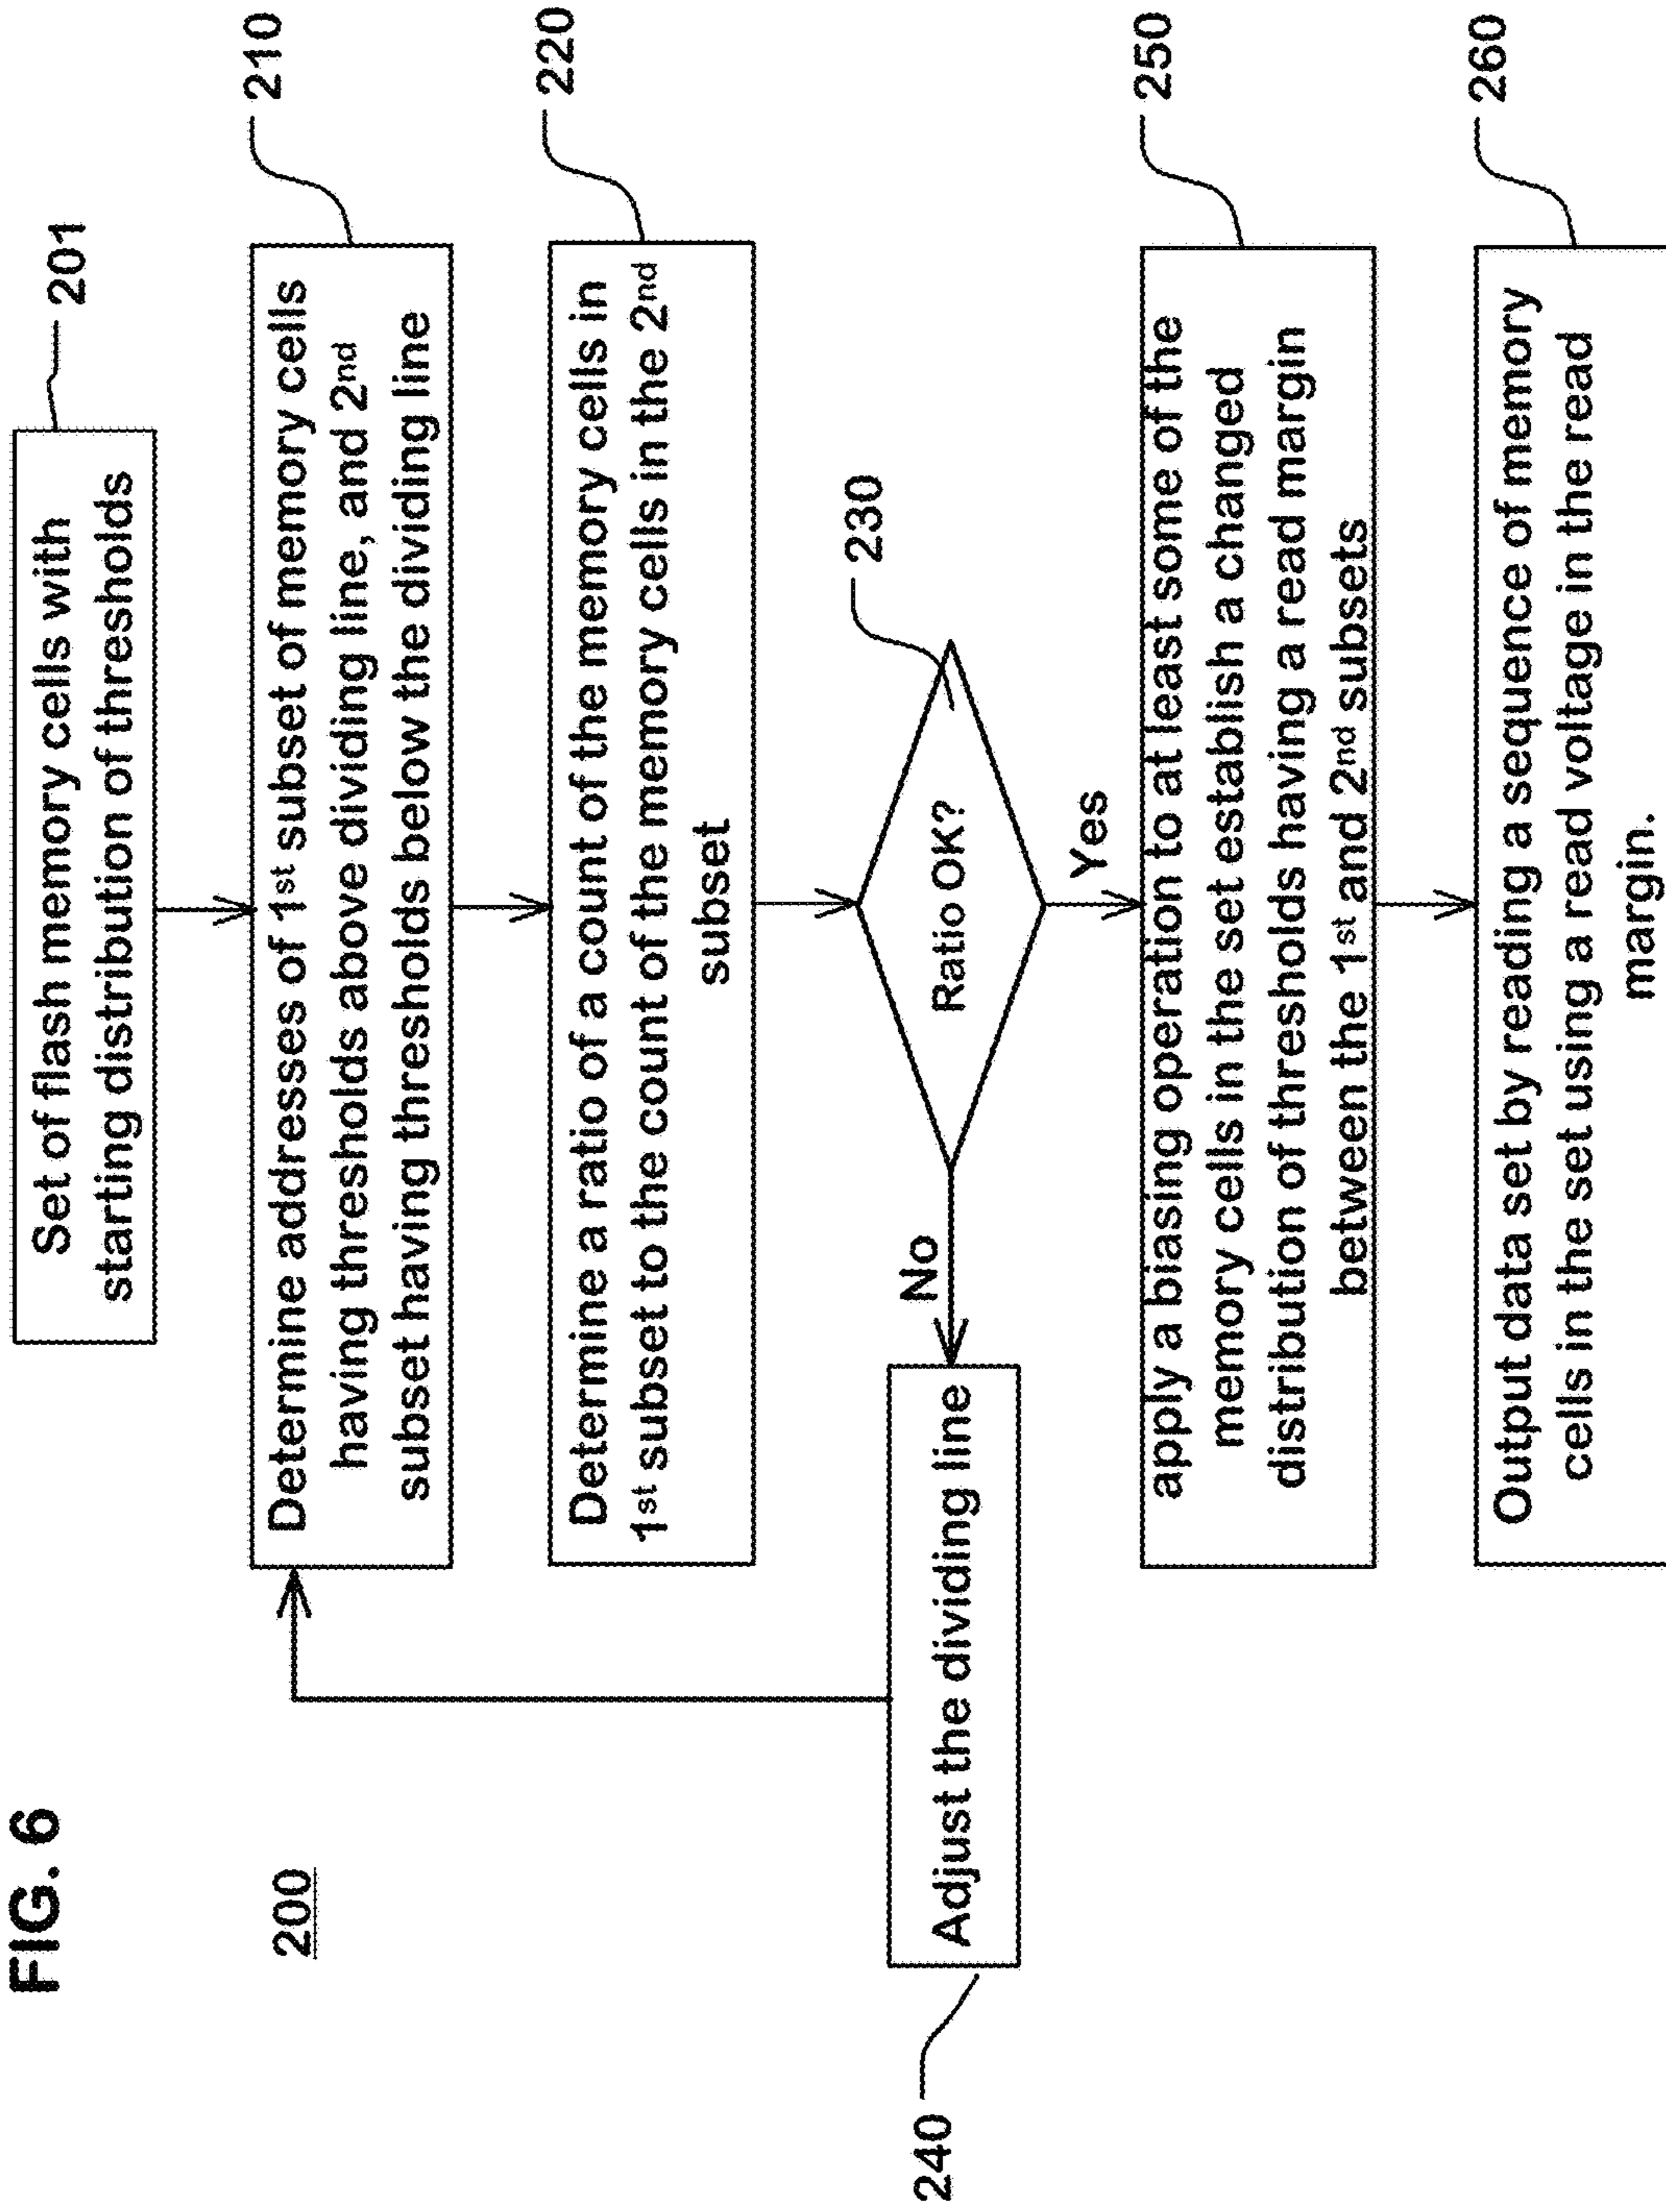 FIG. 6
200
Set of flash memory cells with
starting distribution of thresholds
201
Determine addresses of 1st subset of memory cells
having thresholds above dividing line, and 2nd
subset having thresholds below the dividing line
210
Determine a ratio of a count of the memory cells in
1st subset to the count of the memory cells in the 2nd
subset
220
Ratio OK?
230
No
Yes
Adjust the dividing line
240
apply a biasing operation to at least some of the
memory cells in the set establish a changed
distribution of thresholds having a read margin
between the 1st and 2nd subsets
250
Output data set by reading a sequence of memory
cells in the set using a read voltage in the read
margin.
260